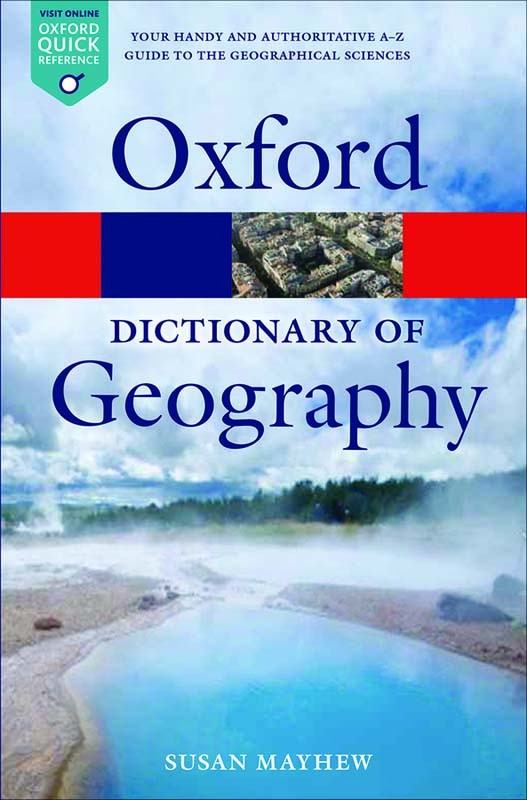 VISIT ONLINE
OXFORD
QUICK
REFERENCE
YOUR HANDY AND AUTHORITATIVE A–Z
GUIDE TO THE GEOGRAPHICAL SCIENCES
Oxford
DICTIONARY OF
Geography
SUSAN MAYHEW